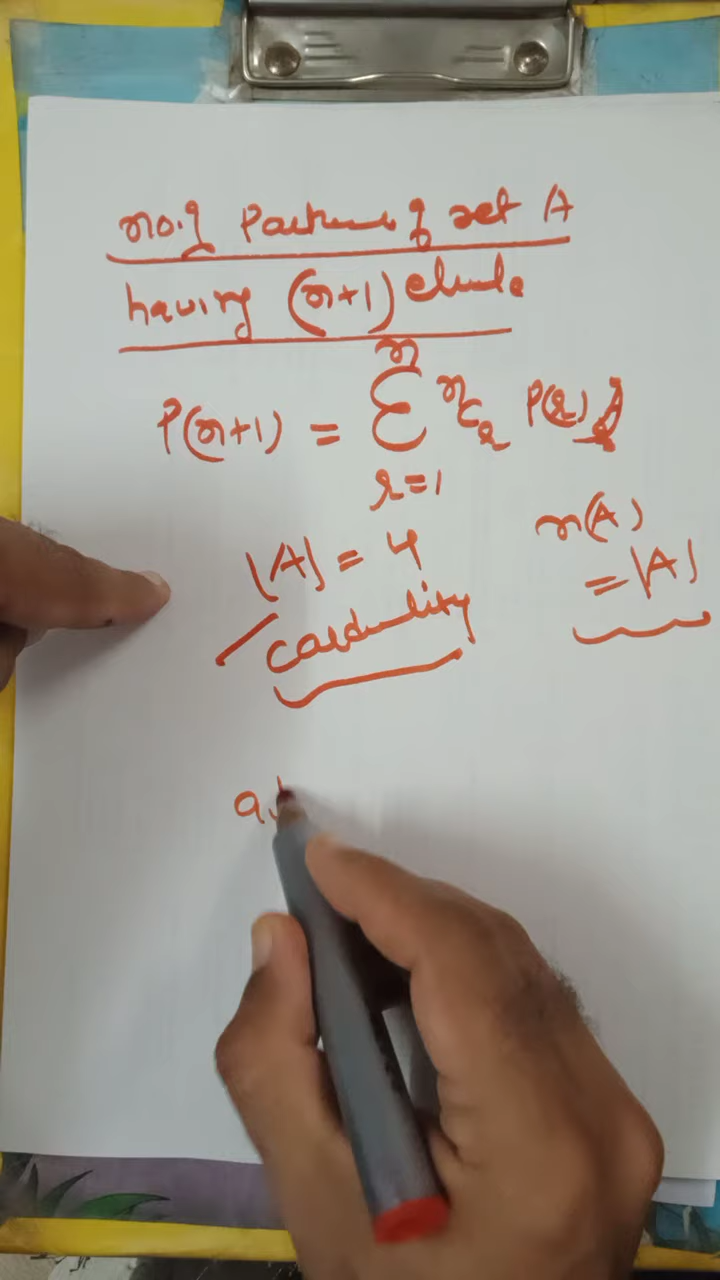 no. of Partitions of set A
having (n+1) elements
n
P(n+1) = Σ nCr P(r)
r=1
|A| = 4
n(A)
= |A|
Cardinality
a,b